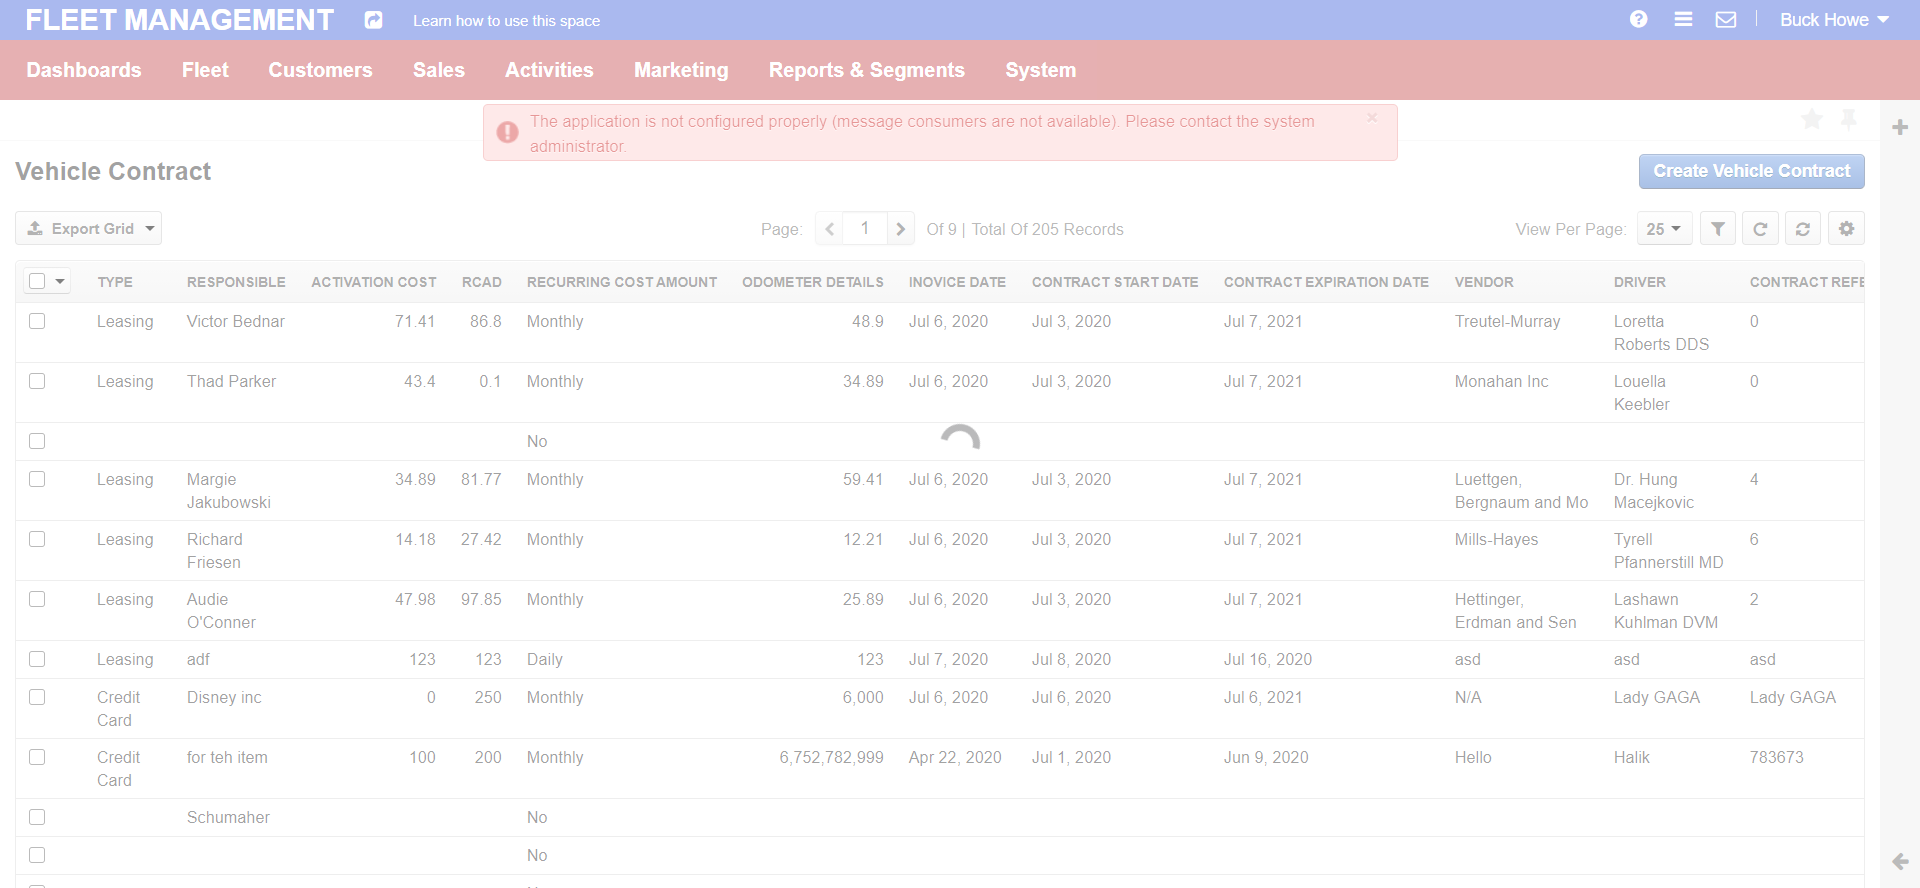 FLEET MANAGEMENT Learn how to use this space Buck Howe
Dashboards Fleet Customers Sales Activities Marketing Reports & Segments System
The application is not configured properly (message consumers are not available). Please contact the system
administrator.
Vehicle Contract
Create Vehicle Contract
Export Grid Page: 1 Of 9 | Total Of 205 Records View Per Page: 25
TYPE RESPONSIBLE ACTIVATION COST RCAD RECURRING COST AMOUNT ODOMETER DETAILS INOVICE DATE CONTRACT START DATE CONTRACT EXPIRATION DATE VENDOR DRIVER CONTRACT REFE
Leasing Victor Bednar 71.41 86.8 Monthly 48.9 Jul 6, 2020 Jul 3, 2020 Jul 7, 2021 Treutel-Murray Loretta 0
Roberts DDS
Leasing Thad Parker 43.4 0.1 Monthly 34.89 Jul 6, 2020 Jul 3, 2020 Jul 7, 2021 Monahan Inc Louella 0
Keebler
No
Leasing Margie 34.89 81.77 Monthly 59.41 Jul 6, 2020 Jul 3, 2020 Jul 7, 2021 Luettgen, Dr. Hung 4
Jakubowski Bergnaum and Mo Macejkovic
Leasing Richard 14.18 27.42 Monthly 12.21 Jul 6, 2020 Jul 3, 2020 Jul 7, 2021 Mills-Hayes Tyrell 6
Friesen Pfannerstill MD
Leasing Audie 47.98 97.85 Monthly 25.89 Jul 6, 2020 Jul 3, 2020 Jul 7, 2021 Hettinger, Lashawn 2
O'Conner Erdman and Sen Kuhlman DVM
Leasing adf 123 123 Daily 123 Jul 7, 2020 Jul 8, 2020 Jul 16, 2020 asd asd asd
Credit Disney inc 0 250 Monthly 6,000 Jul 6, 2020 Jul 6, 2020 Jul 6, 2021 N/A Lady GAGA Lady GAGA
Card
Credit for teh item 100 200 Monthly 6,752,782,999 Apr 22, 2020 Jul 1, 2020 Jun 9, 2020 Hello Halik 783673
Card
Schumaher No
No